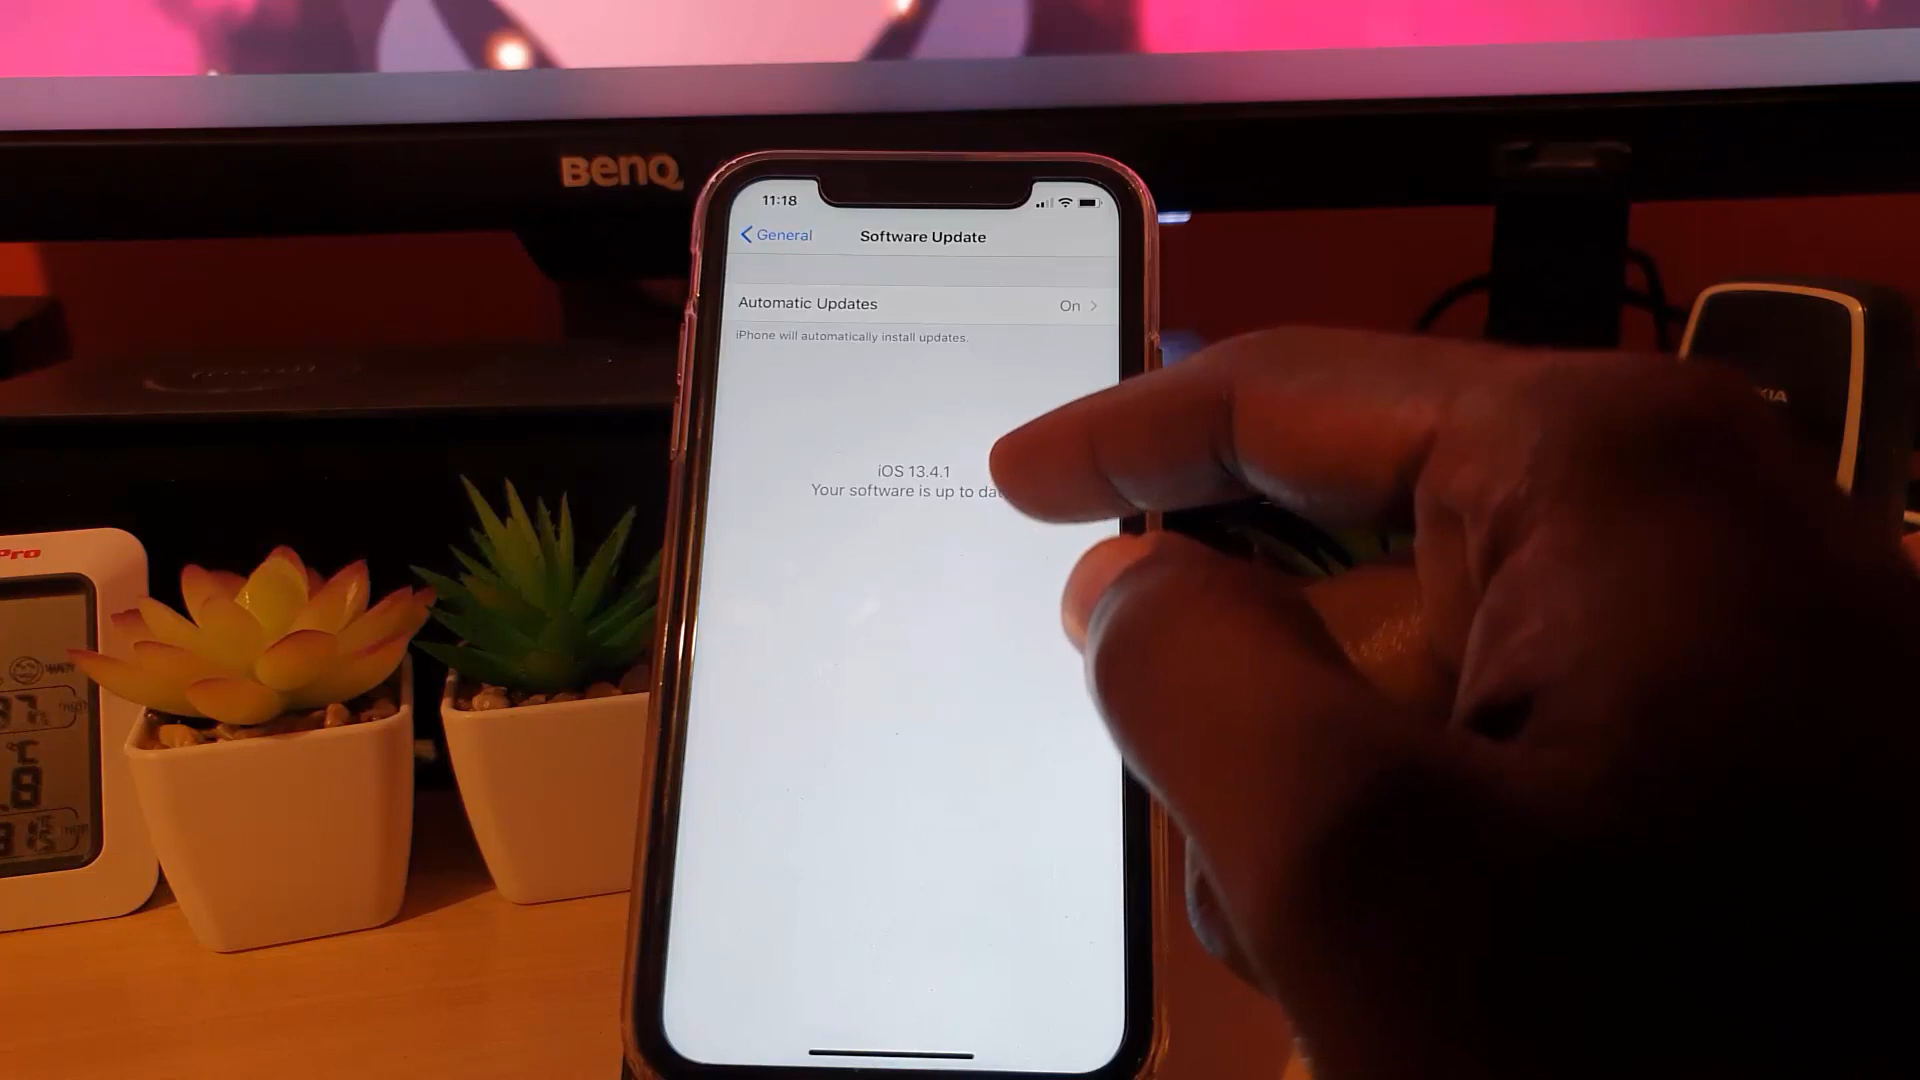 BenQ
11:18
General
Software Update
Automatic Updates
On
iPhone will automatically install updates.
iOS 13.4.1
Your software is up to
Pro